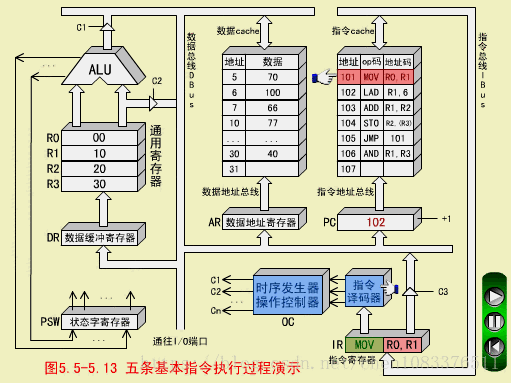 C1
数据总线DBus
数据cache
指令cache
指令总线IBus
ALU
C2
地址 数据
5 70
6 100
7 66
10 77
... ...
30 40
31
地址 op码 地址码
101 MOV R0,R1
102 LAD R1,6
103 ADD R1,R2
104 STO R2,(R3)
105 JMP 101
106 AND R1,R3
107
...
R0 00
R1 10
R2 20
R3 30
通用寄存器
数据地址总线
指令地址总线
AR 数据地址寄存器
PC 102
+1
DR 数据缓冲寄存器
C1
C2
...
Cn
时序发生器
操作控制器
OC
指令
译码器
C3
...
PSW 状态字寄存器
通往I/O端口
IR MOV R0,R1
指令寄存器
图5.5-5.13 五条基本指令执行过程演示